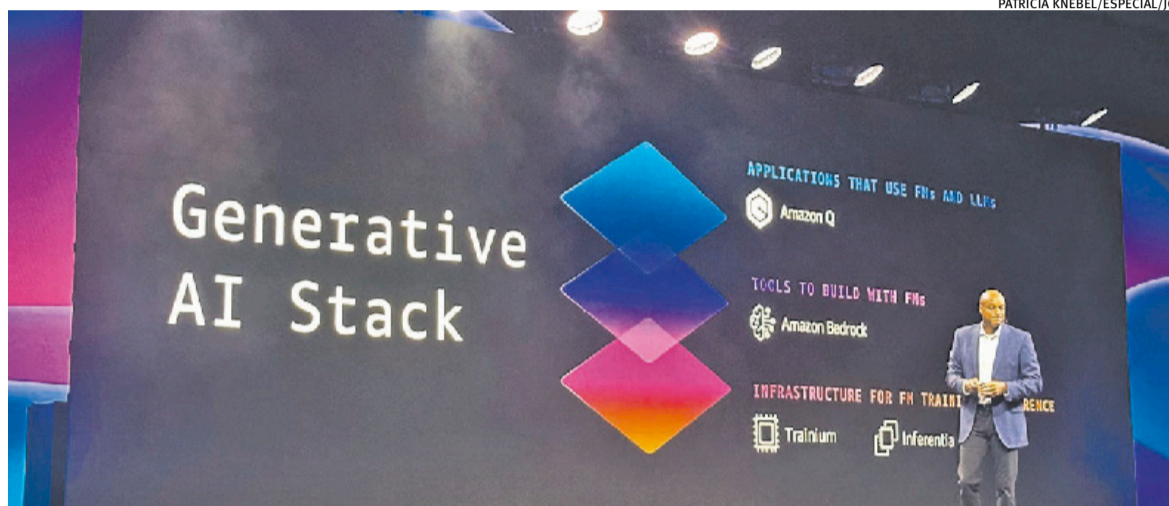 PATRICIA KNEBEL/ESPECIAL/J
Generative
AI Stack
APPLICATIONS THAT USE FMs AND LLMs
Amazon Q
TOOLS TO BUILD WITH FMs
Amazon Bedrock
INFRASTRUCTURE FOR FM TRAINI RENCE
Trainium Inferentia